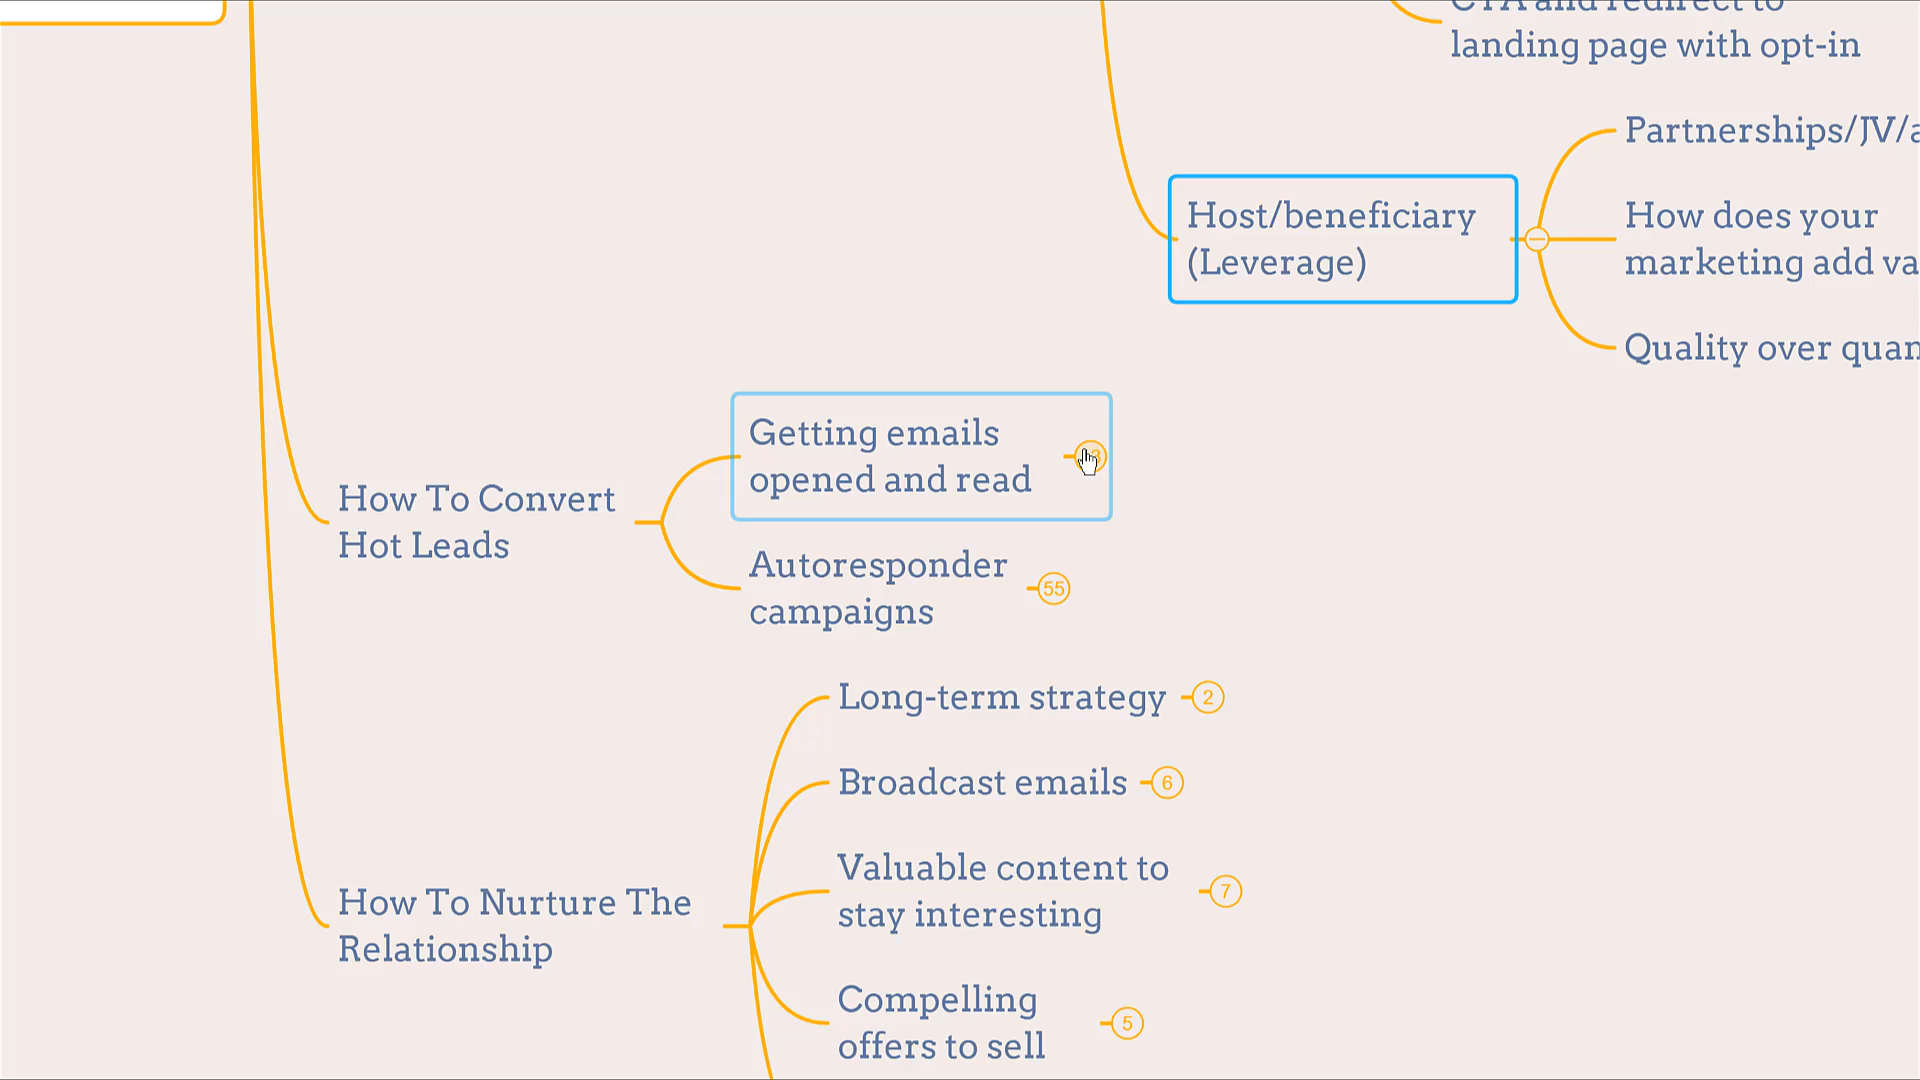 landing page with opt-in
Partnerships/JV/
Host/beneficiary
(Leverage)
How does your
marketing add
Quality over
Getting emails
opened and read
How To Convert
Hot Leads
Autoresponder
campaigns
55
Long-term strategy
2
Broadcast emails
6
Valuable content to
stay interesting
7
How To Nurture The
Relationship
Compelling
offers to sell
5